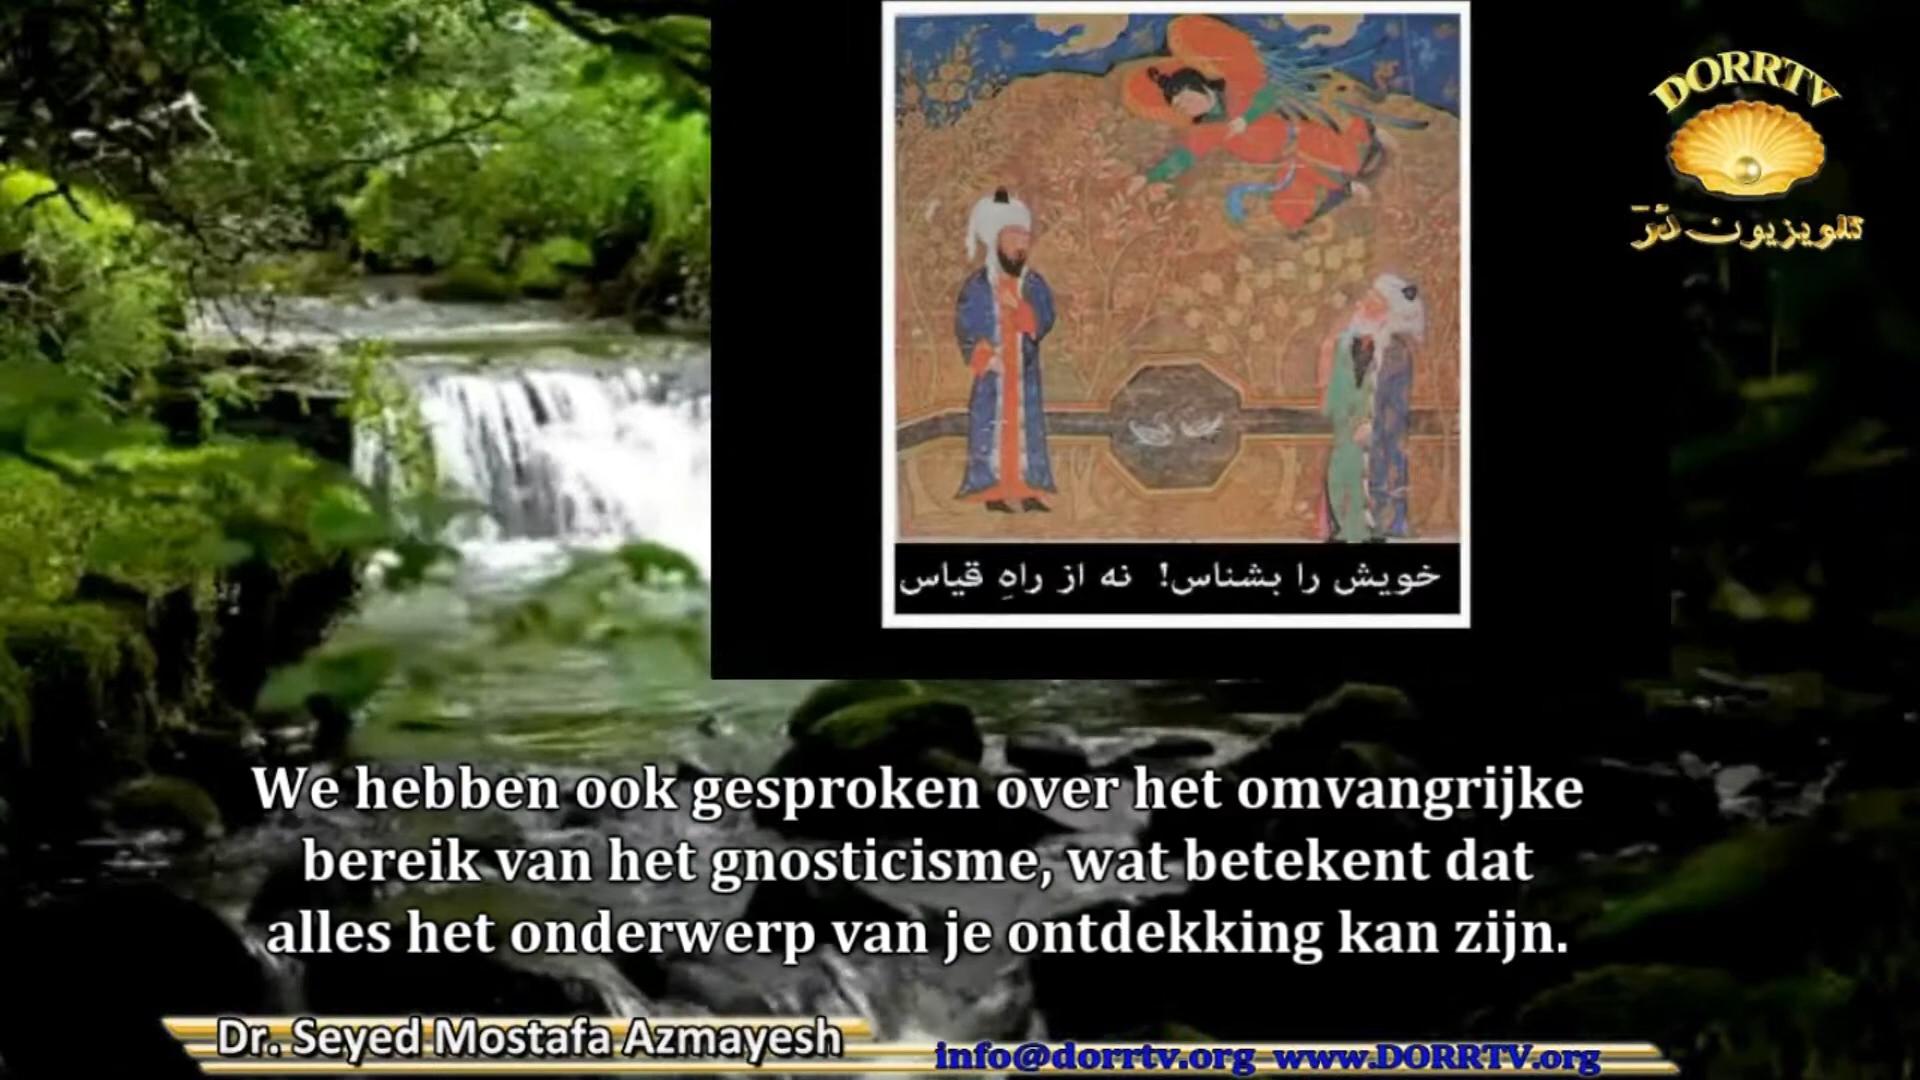 DORRTV
تلویزیون دُرّ
خویش را بشناس! نه از راهِ قیاس
We hebben ook gesproken over het omvangrijke
bereik van het gnosticisme, wat betekent dat
alles het onderwerp van je ontdekking kan zijn.
Dr. Seyed Mostafa Azmayesh
info@dorrtv.org www.DORRTV.org